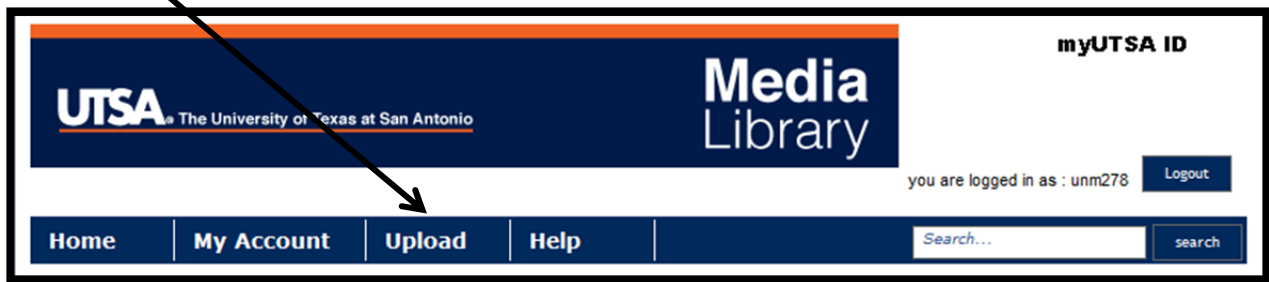 myUTSA ID
UTSA® The University of Texas at San Antonio
Media
Library
you are logged in as : unm278 Logout
Home My Account Upload Help Search... search